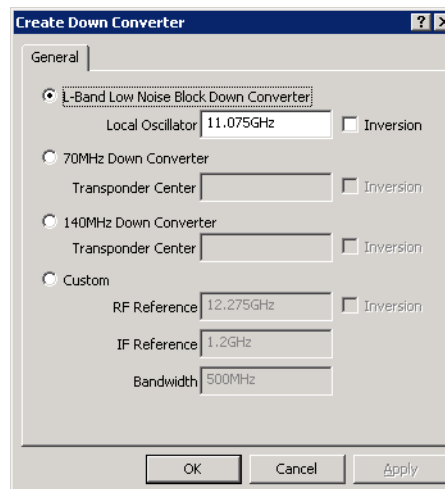 Create Down Converter
General
L-Band Low Noise Block Down Converter
Local Oscillator 11.075GHz Inversion
70MHz Down Converter
Transponder Center Inversion
140MHz Down Converter
Transponder Center Inversion
Custom
RF Reference 12.275GHz Inversion
IF Reference 1.2GHz
Bandwidth 500MHz
OK Cancel Apply